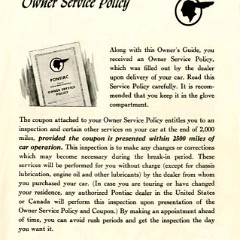 Owner Service Policy
PONTIAC
OWNER SERVICE
POLICY
Along with this Owner's Guide, you
received an Owner Service Policy,
which was filled out by the dealer
upon delivery of your car. Read this
Service Policy carefully. It is recom-
mended that you keep it in the glove
compartment.
The coupon attached to your Owner Service Policy entitles you to an
inspection and certain other services on your car at the end of 2,000
miles, provided the coupon is presented within 2500 miles of
car operation. This inspection is to make any changes or corrections
which may become necessary during the break-in period. These
services will be performed for you without charge (except for chassis
lubrication, engine oil and other lubricants) by the dealer from whom
you purchased your car. (In case you are touring or have changed
your residence, any authorized Pontiac dealer in the United States
or Canada will perform this inspection upon presentation of the
Owner Service Policy and Coupon.) By making an appointment ahead
of time, you can avoid rush periods and get the inspection the day
you want it.